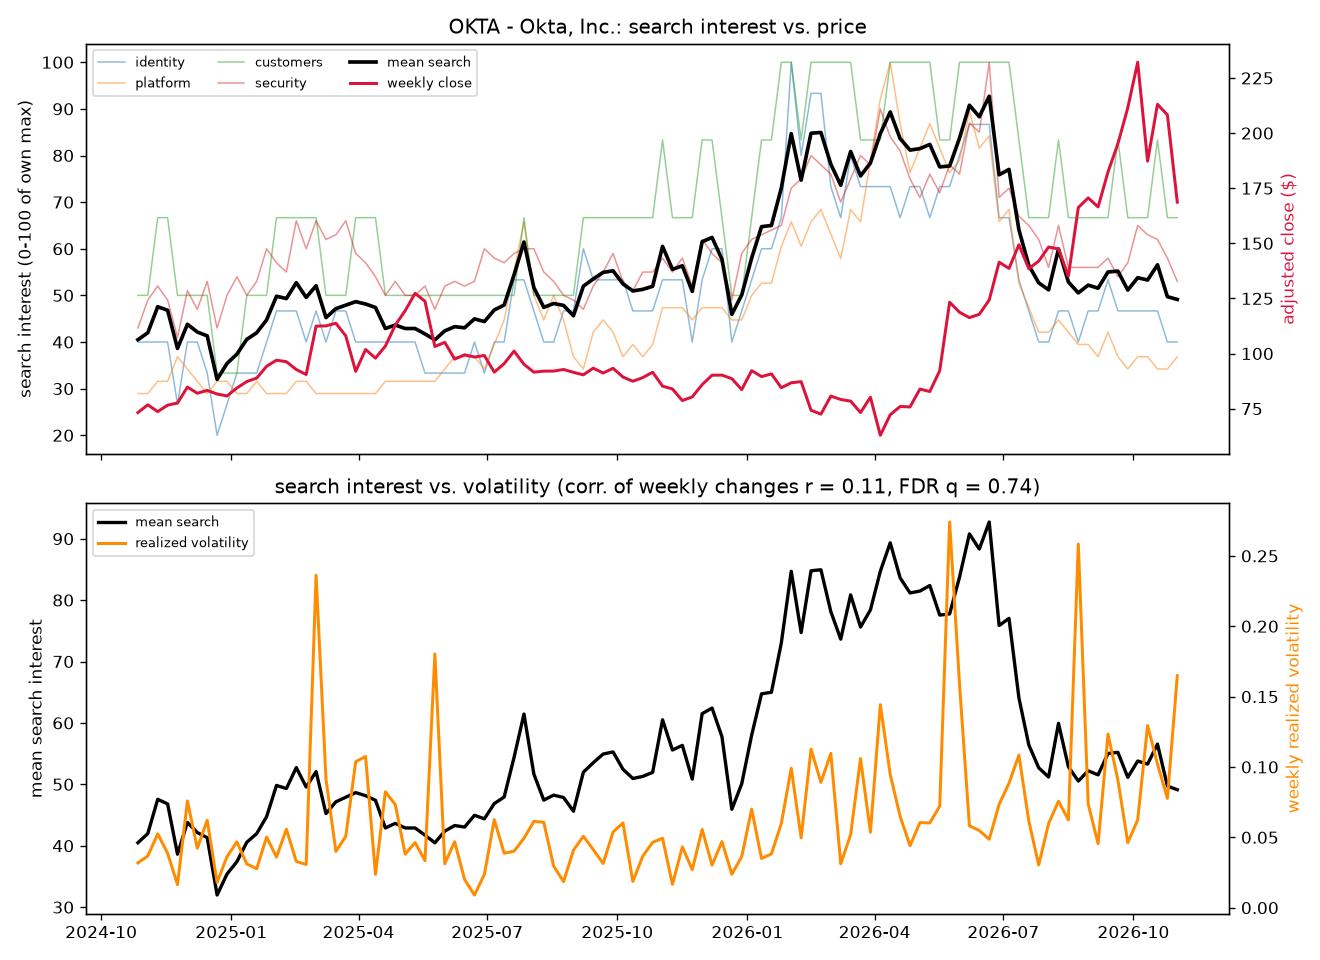 OKTA - Okta, Inc.: search interest vs. price
identity
platform
customers
security
mean search
weekly close
search interest (0-100 of own max)
100
90
80
70
60
50
40
30
20
adjusted close ($)
225
200
175
150
125
100
75
search interest vs. volatility (corr. of weekly changes r = 0.11, FDR q = 0.74)
mean search
realized volatility
mean search interest
90
80
70
60
50
40
30
weekly realized volatility
0.25
0.20
0.15
0.10
0.05
0.00
2024-10
2025-01
2025-04
2025-07
2025-10
2026-01
2026-04
2026-07
2026-10